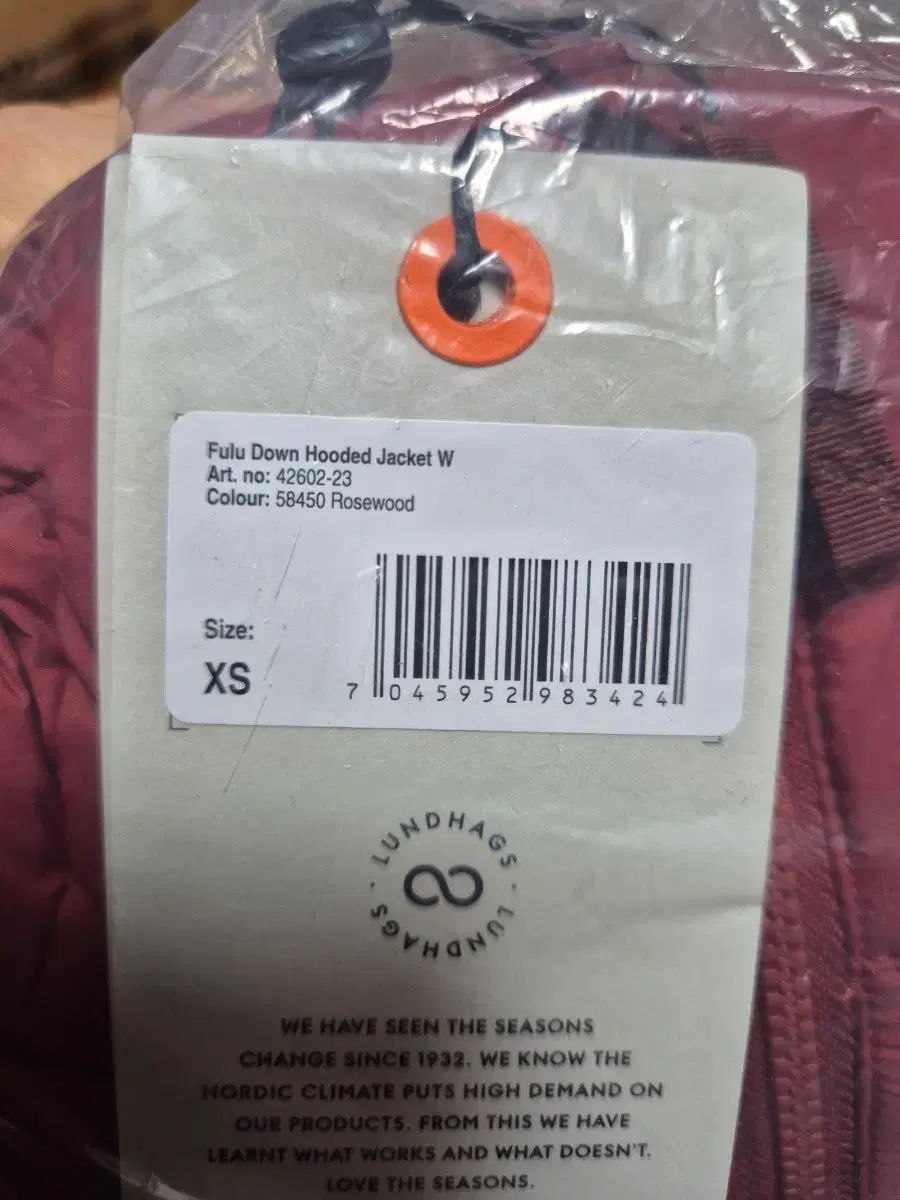 Fulu Down Hooded Jacket W
Art. no: 42602-23
Colour: 58450 Rosewood
Size:
XS
7 045952 983424
LUNDHAGS · LUNDHAGS ·
WE HAVE SEEN THE SEASONS
CHANGE SINCE 1932. WE KNOW THE
NORDIC CLIMATE PUTS HIGH DEMAND ON
OUR PRODUCTS. FROM THIS WE HAVE
LEARNT WHAT WORKS AND WHAT DOESN'T.
LOVE THE SEASONS.